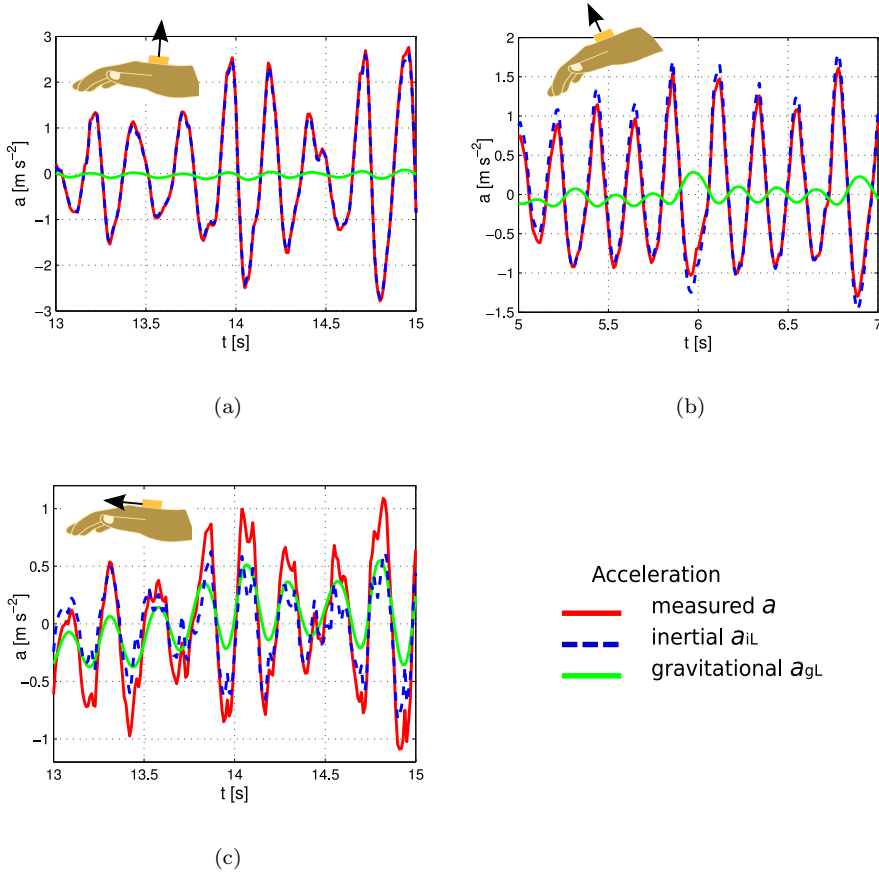 3
2
1
0
−1
−2
−3
a [m s⁻²]
13
13.5
14
14.5
15
t [s]
(a)
2
1.5
1
0.5
0
−0.5
−1
−1.5
a [m s⁻²]
5
5.5
6
6.5
7
t [s]
(b)
1
0.5
0
−0.5
−1
a [m s⁻²]
13
13.5
14
14.5
15
t [s]
(c)
Acceleration
measured a
inertial aiL
gravitational agL